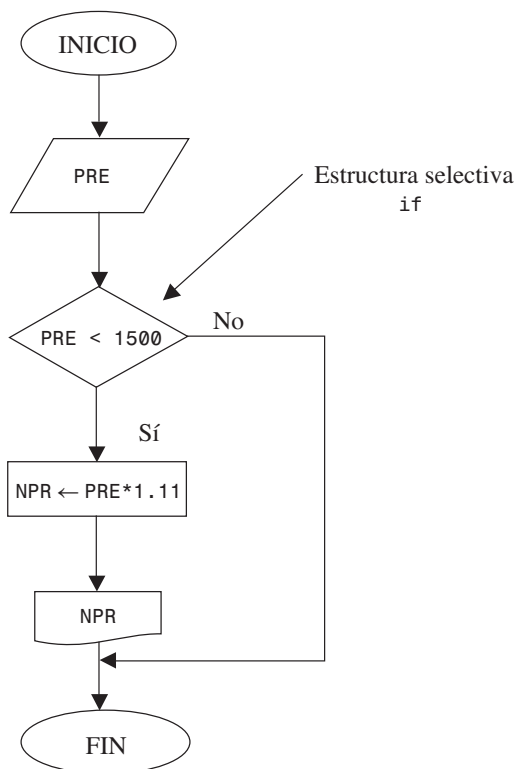 INICIO
PRE
Estructura selectiva
if
PRE < 1500
No
Sí
NPR ← PRE*1.11
NPR
FIN